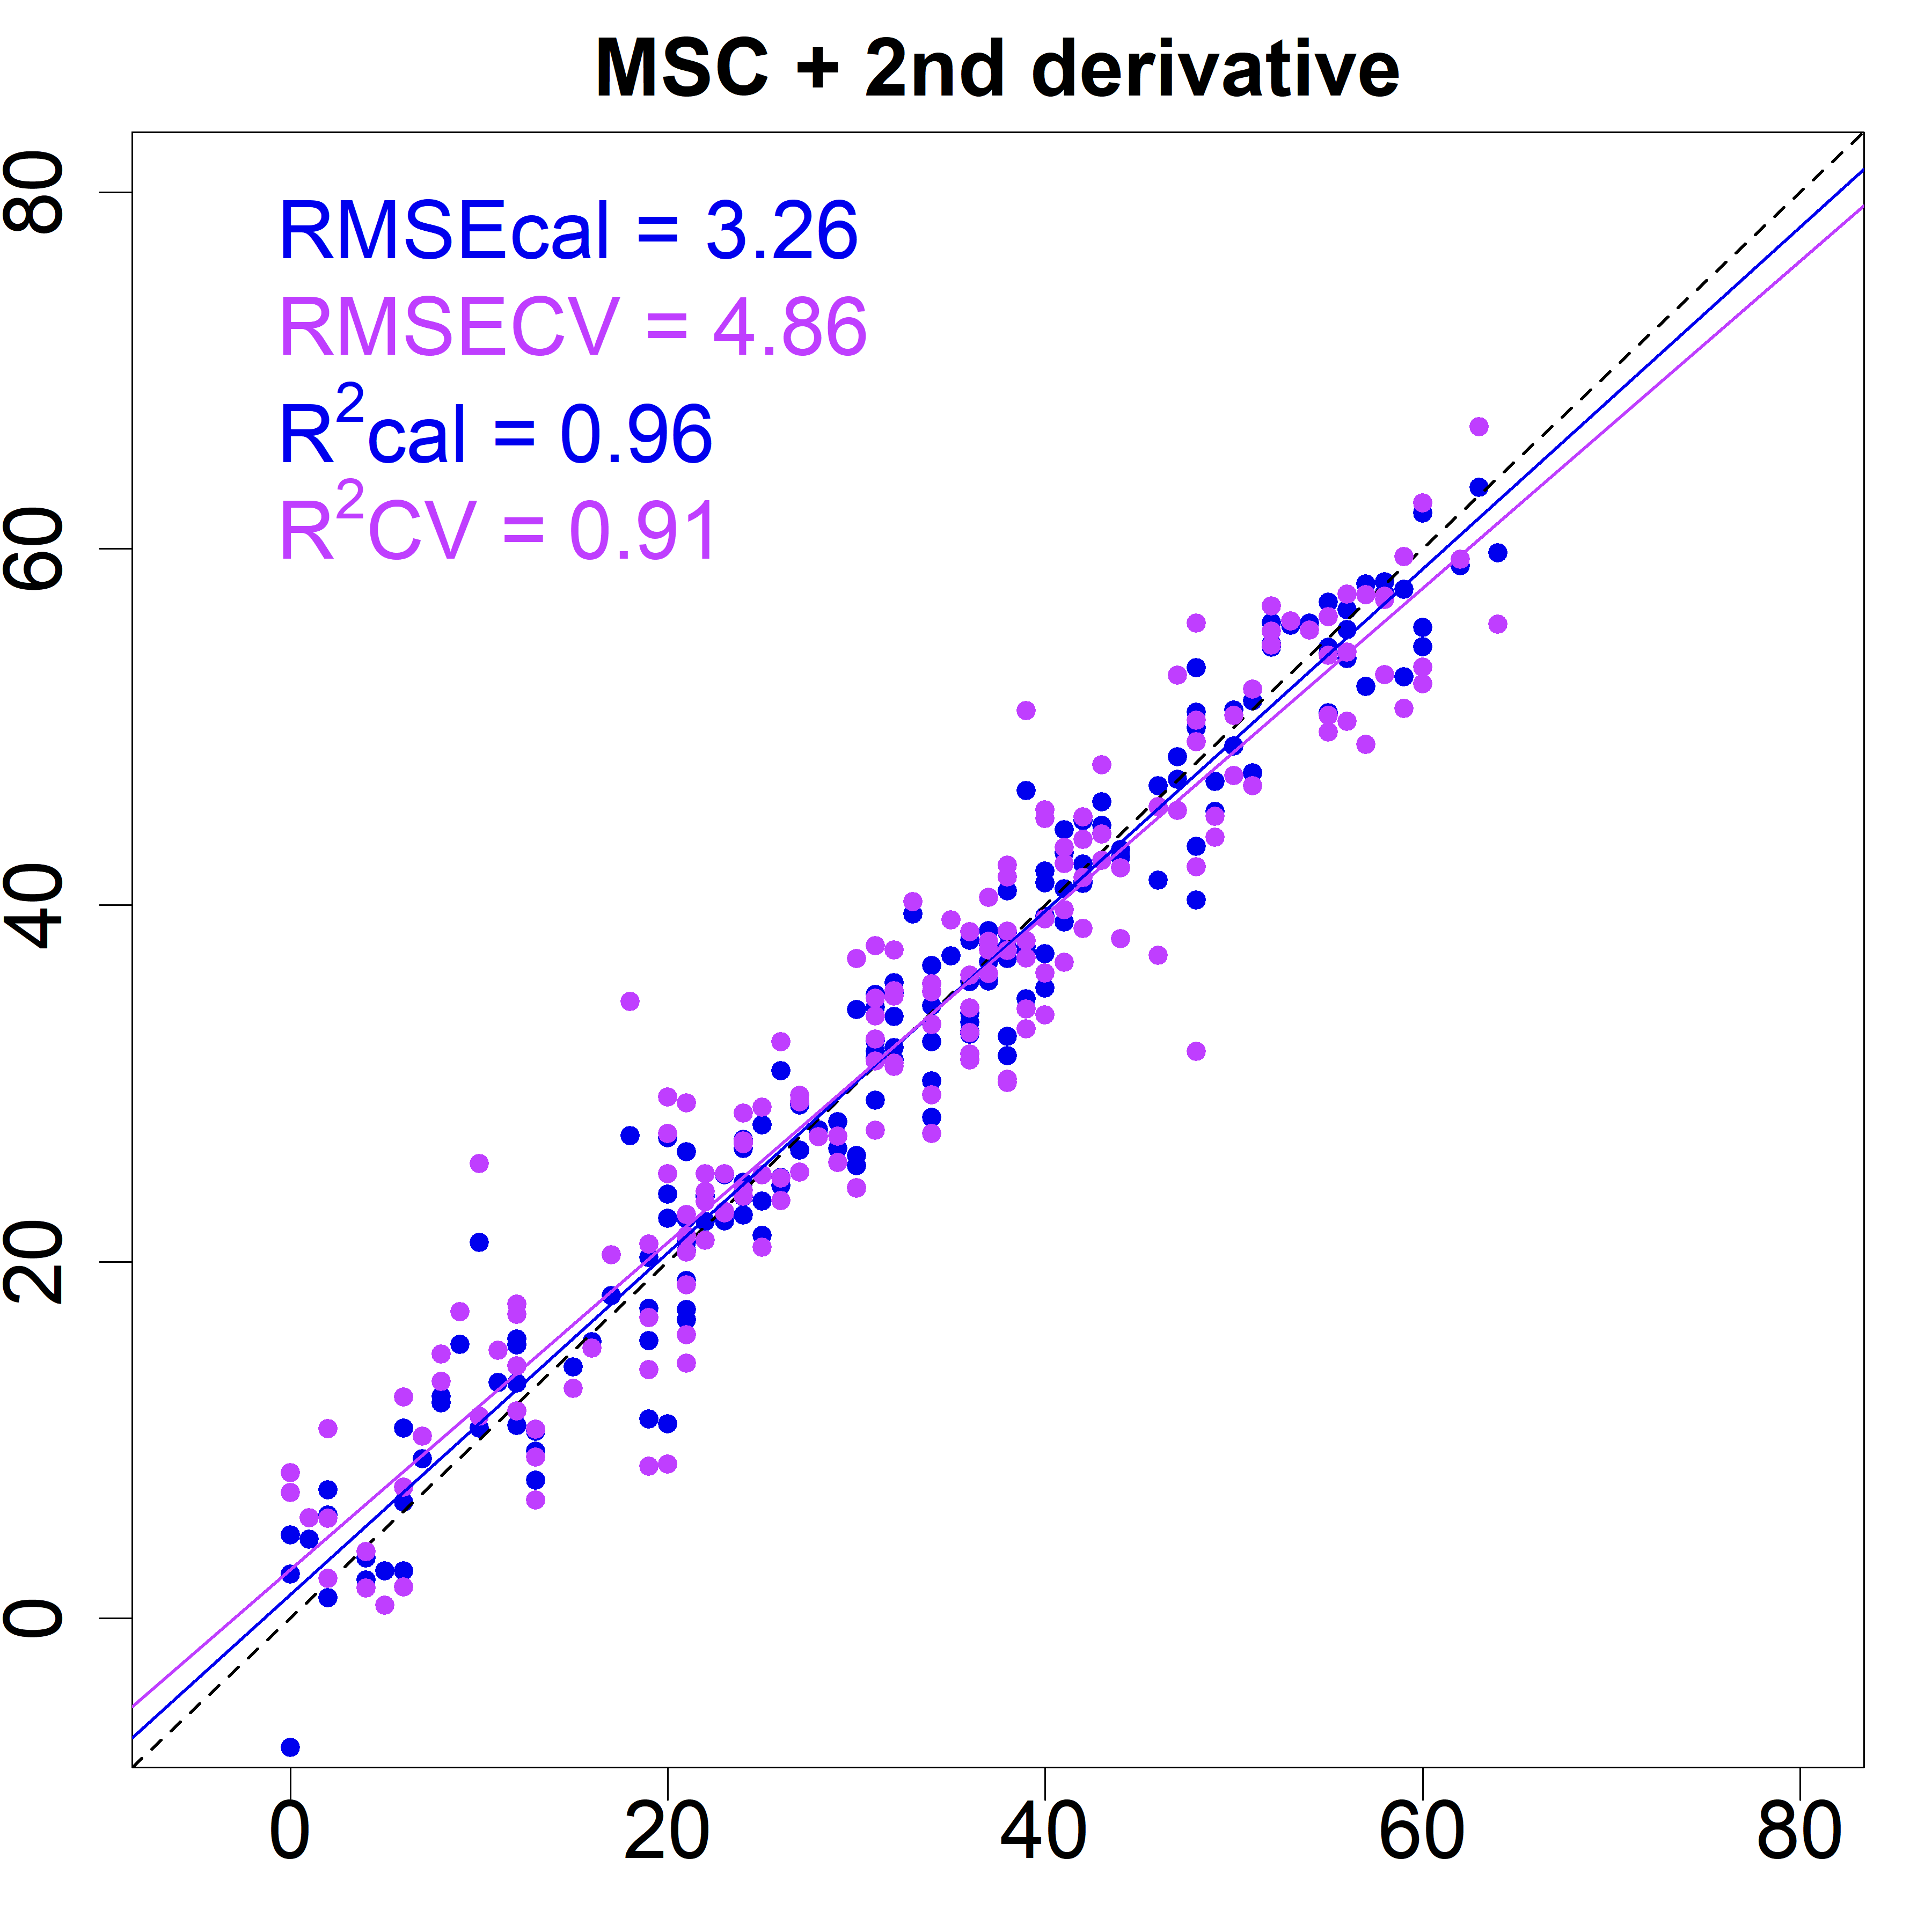 MSC + 2nd derivative
80
60
40
20
0
RMSEcal = 3.26
RMSECV = 4.86
R²cal = 0.96
R²CV = 0.91
0 20 40 60 80